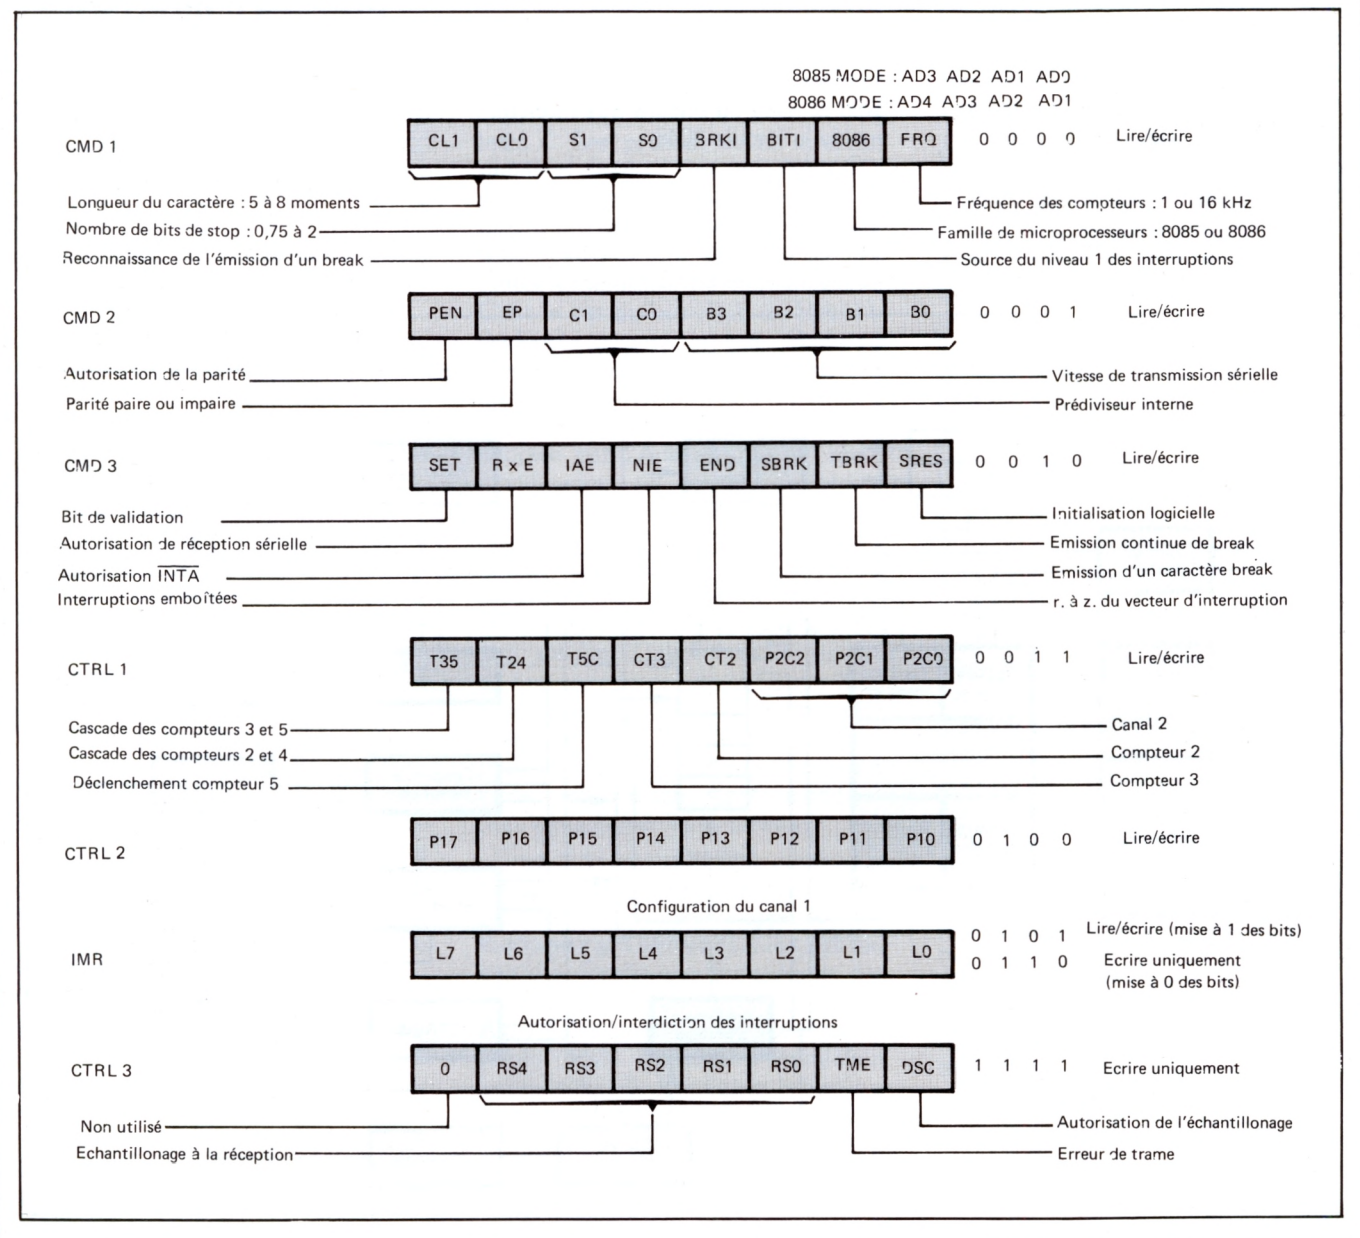 8085 MODE : AD3 AD2 AD1 AD0
8086 MODE : AD4 AD3 AD2 AD1
CMD 1 CL1 CL0 S1 S0 BRKI BITI 8086 FRQ 0 0 0 0 Lire/écrire
Longueur du caractère : 5 à 8 moments Fréquence des compteurs : 1 ou 16 kHz
Nombre de bits de stop : 0,75 à 2 Famille de microprocesseurs : 8085 ou 8086
Reconnaissance de l'émission d'un break Source du niveau 1 des interruptions
CMD 2 PEN EP C1 C0 B3 B2 B1 B0 0 0 0 1 Lire/écrire
Autorisation de la parité Vitesse de transmission sérielle
Parité paire ou impaire Prédiviseur interne
CMD 3 SET R x E IAE NIE END SBRK TBRK SRES 0 0 1 0 Lire/écrire
Bit de validation Initialisation logicielle
Autorisation de réception sérielle Emission continue de break
Autorisation INTA Emission d'un caractère break
Interruptions emboîtées r. à z. du vecteur d'interruption
CTRL 1 T35 T24 T5C CT3 CT2 P2C2 P2C1 P2C0 0 0 1 1 Lire/écrire
Cascade des compteurs 3 et 5 Canal 2
Cascade des compteurs 2 et 4 Compteur 2
Déclenchement compteur 5 Compteur 3
CTRL 2 P17 P16 P15 P14 P13 P12 P11 P10 0 1 0 0 Lire/écrire
Configuration du canal 1
IMR L7 L6 L5 L4 L3 L2 L1 L0 0 1 0 1 Lire/écrire (mise à 1 des bits)
0 1 1 0 Ecrire uniquement
(mise à 0 des bits)
Autorisation/interdiction des interruptions
CTRL 3 0 RS4 RS3 RS2 RS1 RS0 TME DSC 1 1 1 1 Ecrire uniquement
Non utilisé Autorisation de l'échantillonage
Echantillonage à la réception Erreur de trame